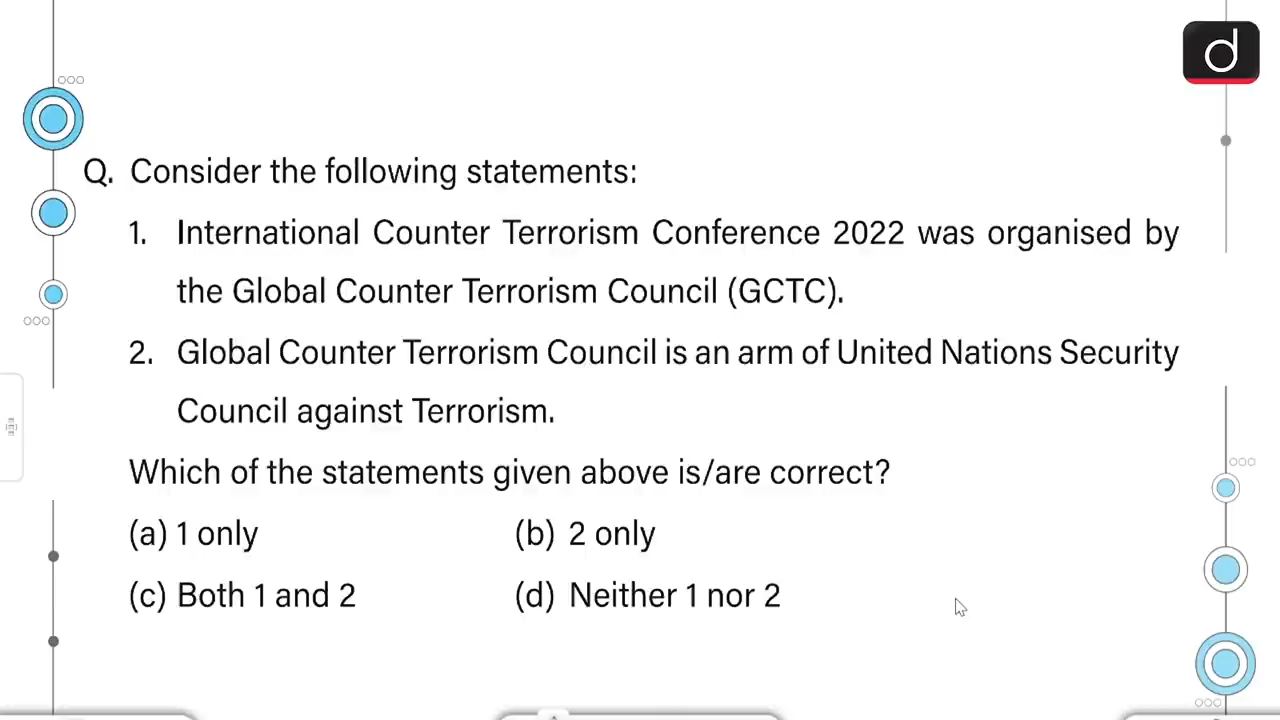 Q. Consider the following statements:
1. International Counter Terrorism Conference 2022 was organised by
the Global Counter Terrorism Council (GCTC).
2. Global Counter Terrorism Council is an arm of United Nations Security
Council against Terrorism.
Which of the statements given above is/are correct?
(a) 1 only (b) 2 only
(c) Both 1 and 2 (d) Neither 1 nor 2